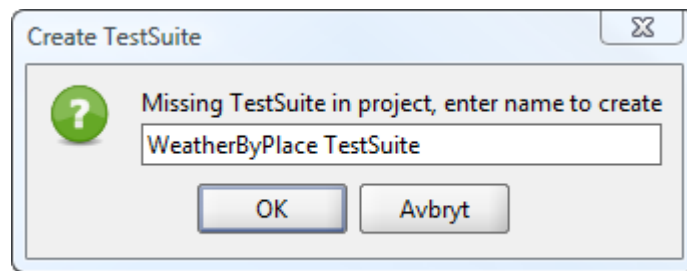 Create TestSuite
Missing TestSuite in project, enter name to create
WeatherByPlace TestSuite
OK Avbryt